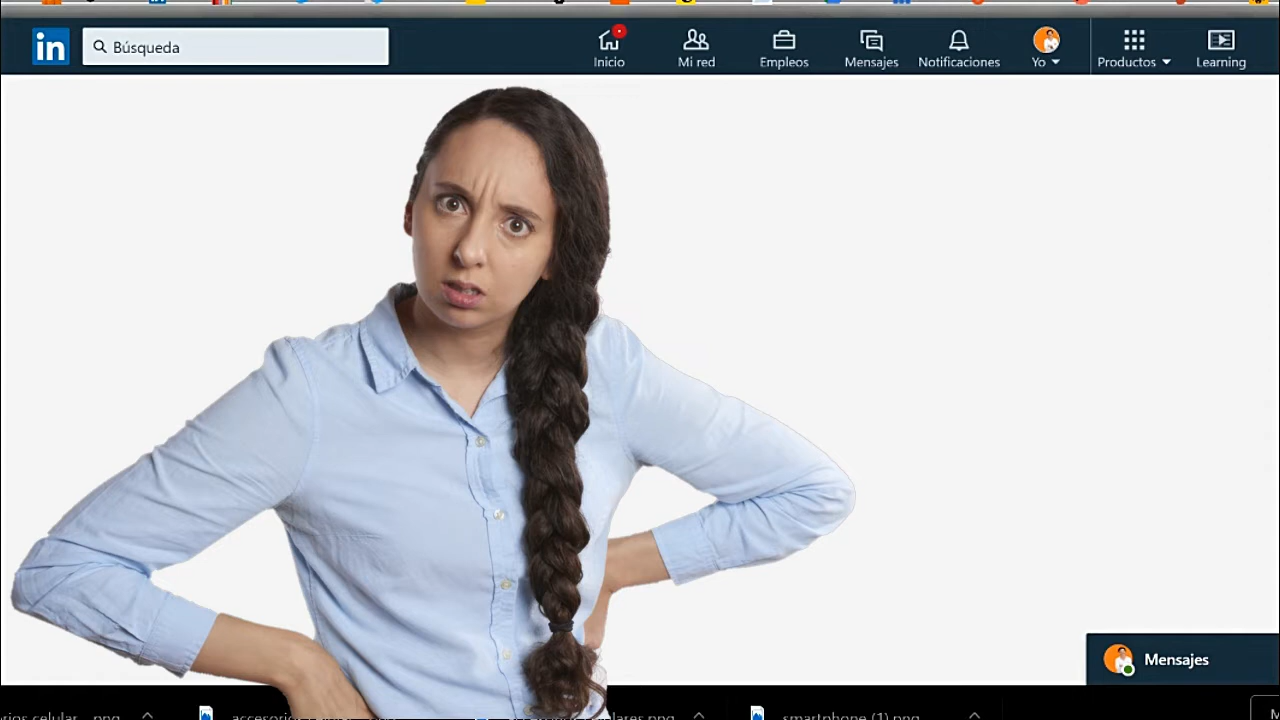 in
Búsqueda
Inicio
Mi red
Empleos
Mensajes
Notificaciones
Yo
Productos
Learning
Mensajes
smartphone (1).png